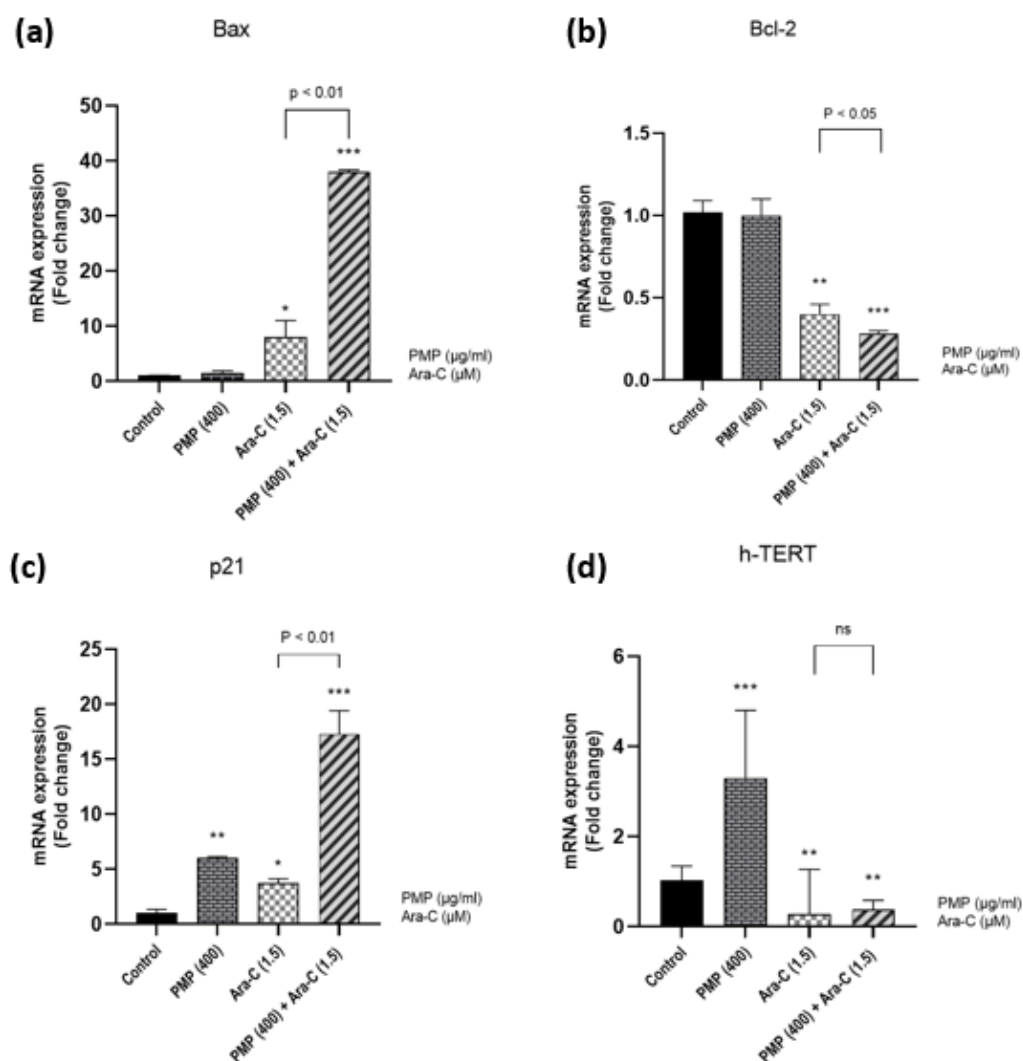 (a)
Bax
p < 0.01
***
*
mRNA expression
(Fold change)
50
40
30
20
10
0
PMP (µg/ml)
Ara-C (µM)
Control
PMP (400)
Ara-C (1.5)
PMP (400) + Ara-C (1.5)
(b)
Bcl-2
P < 0.05
**
***
mRNA expression
(Fold change)
1.5
1.0
0.5
0.0
PMP (µg/ml)
Ara-C (µM)
Control
PMP (400)
Ara-C (1.5)
PMP (400) + Ara-C (1.5)
(c)
p21
P < 0.01
***
**
*
mRNA expression
(Fold change)
25
20
15
10
5
0
PMP (µg/ml)
Ara-C (µM)
Control
PMP (400)
Ara-C (1.5)
PMP (400) + Ara-C (1.5)
(d)
h-TERT
ns
***
**
**
mRNA expression
(Fold change)
6
4
2
0
PMP (µg/ml)
Ara-C (µM)
Control
PMP (400)
Ara-C (1.5)
PMP (400) + Ara-C (1.5)